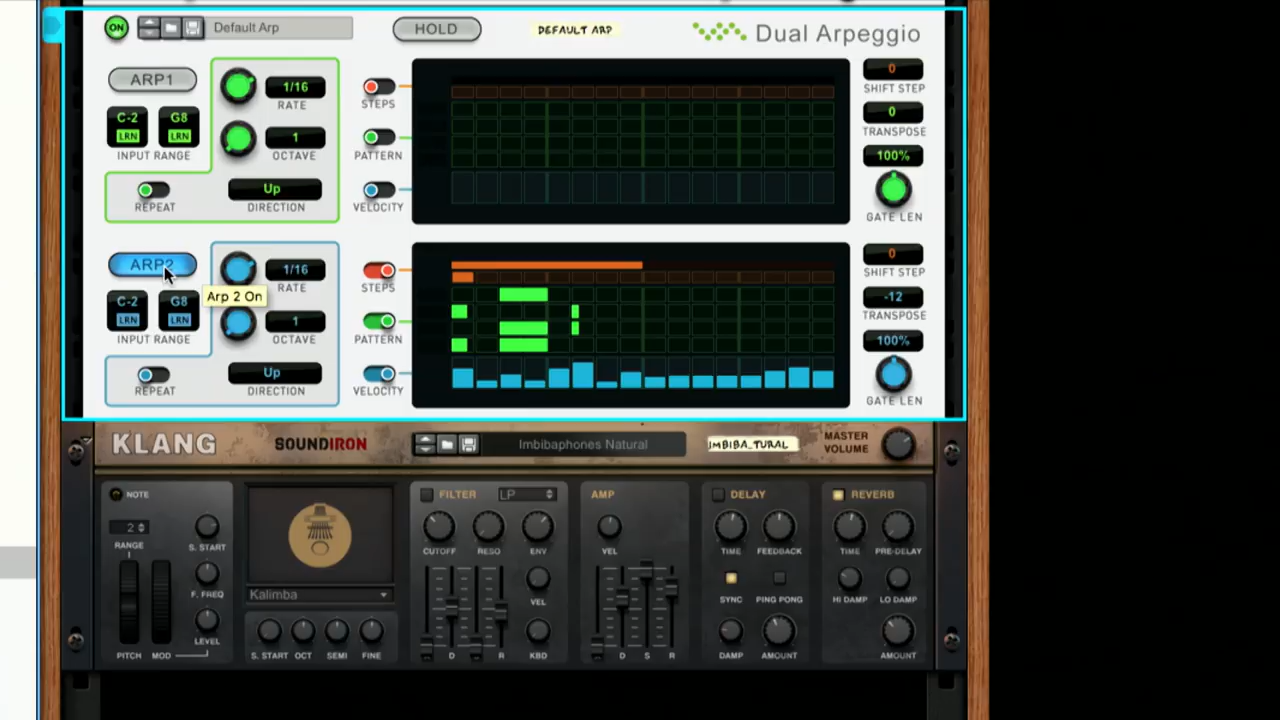 ON Default Arp HOLD DEFAULT ARP Dual Arpeggio
ARP1 1/16 STEPS 0
RATE SHIFT STEP
C-2 G8 0
LRN LRN 1 PATTERN TRANSPOSE
INPUT RANGE OCTAVE 100%
Up VELOCITY
REPEAT DIRECTION GATE LEN
ARP2 1/16 STEPS 0
Arp 2 On RATE SHIFT STEP
C-2 G8 -12
LRN LRN 1 PATTERN TRANSPOSE
INPUT RANGE OCTAVE 100%
Up VELOCITY
REPEAT DIRECTION GATE LEN
KLANG SOUNDIRON Imbibaphones Natural IMBIBA_TURAL MASTER
VOLUME
NOTE FILTER LP AMP DELAY REVERB
2
RANGE S. START CUTOFF RESO ENV VEL TIME FEEDBACK TIME PRE-DELAY
F. FREQ Kalimba VEL SYNC PING PONG HI DAMP LO DAMP
LEVEL
PITCH MOD S. START OCT SEMI FINE D R KBD D S R DAMP AMOUNT AMOUNT